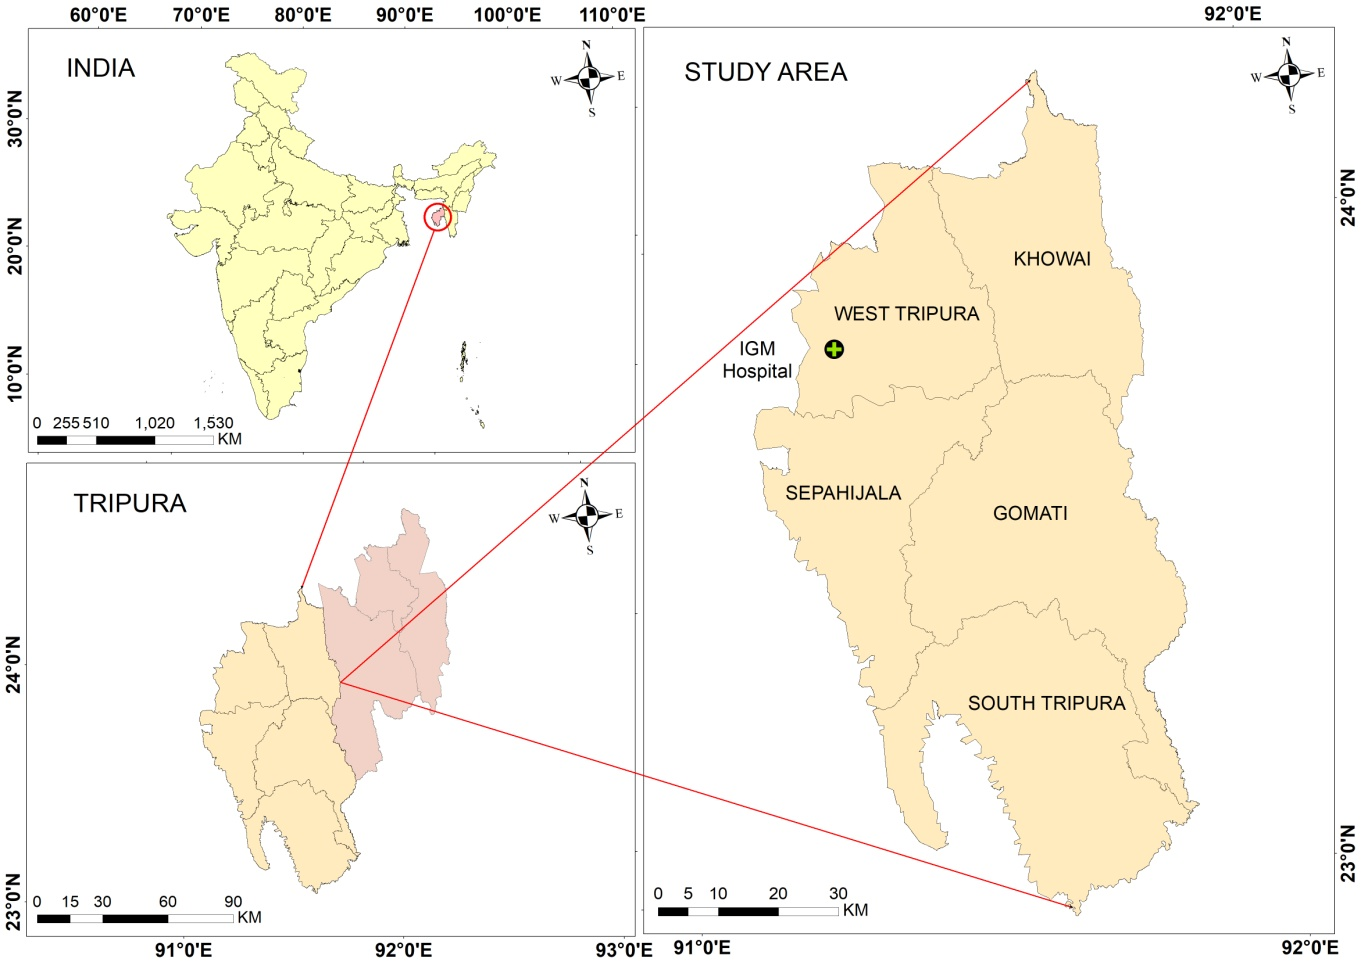 60°0'E 70°0'E 80°0'E 90°0'E 100°0'E 110°0'E
92°0'E
INDIA
N
W E
S
30°0'N
20°0'N
10°0'N
0 255 510 1,020 1,530
KM
TRIPURA
N
W E
S
24°0'N
23°0'N
0 15 30 60 90
KM
91°0'E 92°0'E 93°0'E
STUDY AREA
N
W E
S
24°0'N
KHOWAI
WEST TRIPURA
IGM
Hospital
SEPAHIJALA
GOMATI
SOUTH TRIPURA
23°0'N
0 5 10 20 30
KM
91°0'E 92°0'E